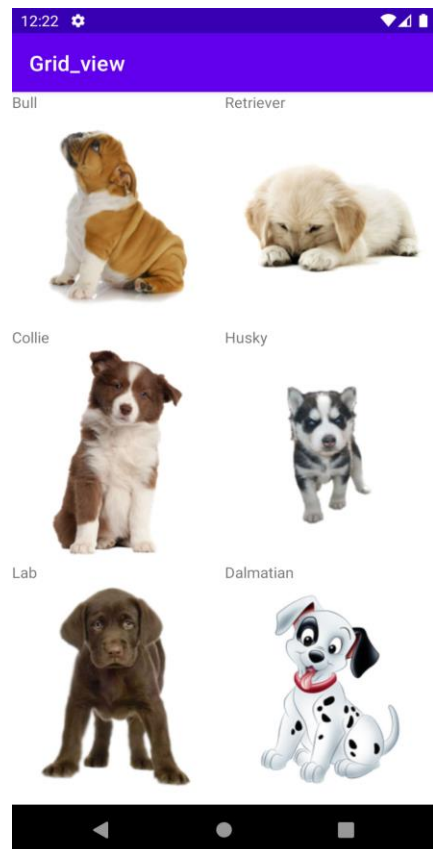 12:22
Grid_view
Bull
Retriever
Collie
Husky
Lab
Dalmatian